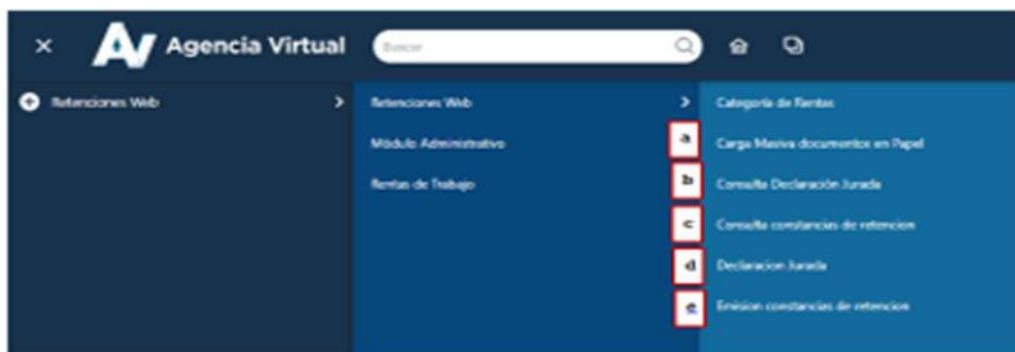 × AV Agencia Virtual Buscar
Retenciones Web >
Retenciones Web >
Módulo Administrativo
Rentas de Trabajo
Categoría de Rentas
a Carga Masiva documentos en Papel
b Consulta Declaración Jurada
c Consulta constancias de retencion
d Declaracion Jurada
e Emision constancias de retencion